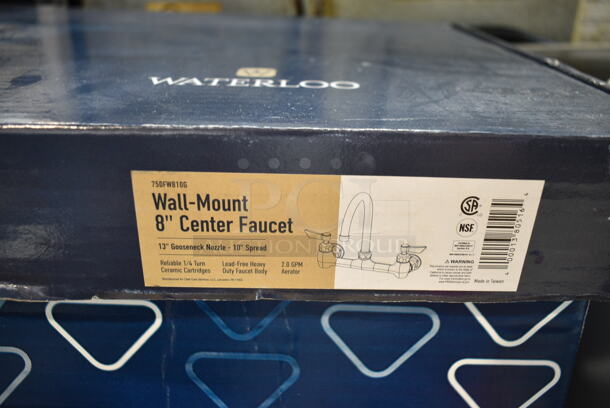 WATERLOO
750FWB10G
Wall-Mount
8" Center Faucet
13" Gooseneck Nozzle - 10" Spread
Reliable 1/4 Turn
Ceramic Cartridges
Lead-Free Heavy
Duty Faucet Body
2.0 GPM
Aerator
NSF
WARNING
Made in Taiwan